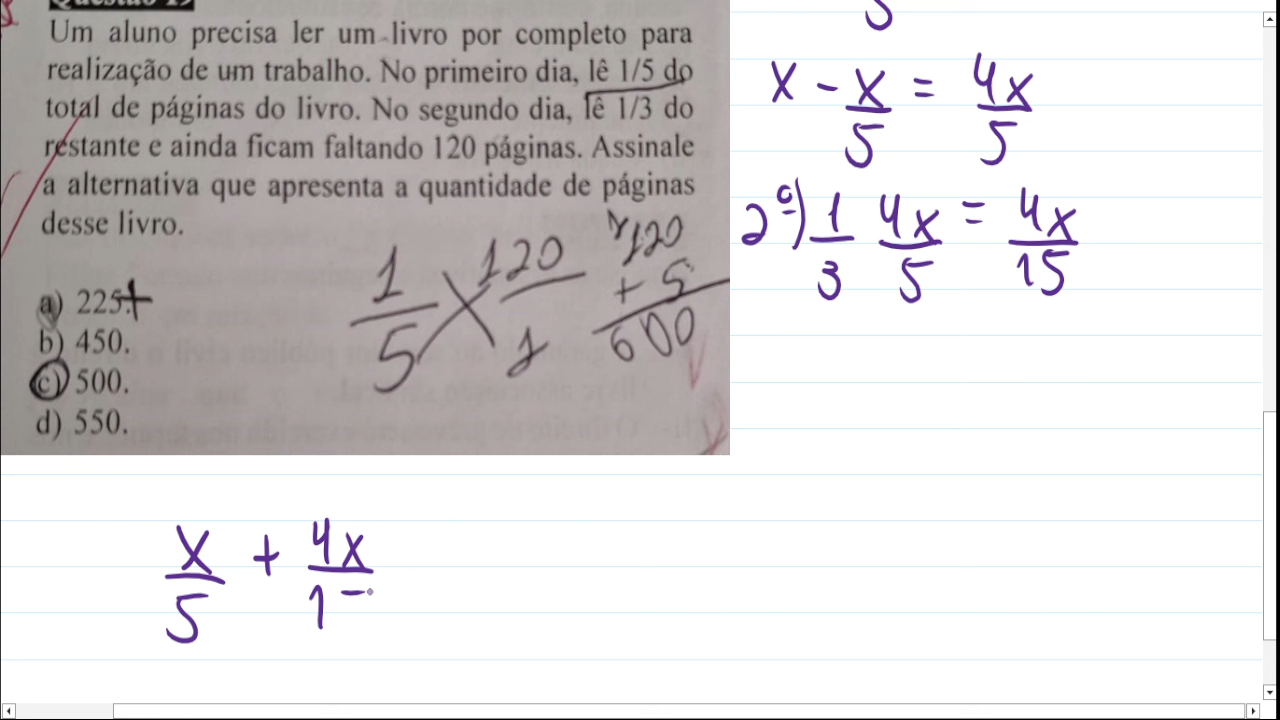 Questão 19
Um aluno precisa ler um livro por completo para
realização de um trabalho. No primeiro dia, lê 1/5 do
total de páginas do livro. No segundo dia, lê 1/3 do
restante e ainda ficam faltando 120 páginas. Assinale
a alternativa que apresenta a quantidade de páginas
desse livro.
a) 225.
b) 450.
c) 500.
d) 550.
1/5 120/1
120
+ 5
600
5
x - x/5 = 4x/5
2º) 1/3 4x/5 = 4x/15
x/5 + 4x/1